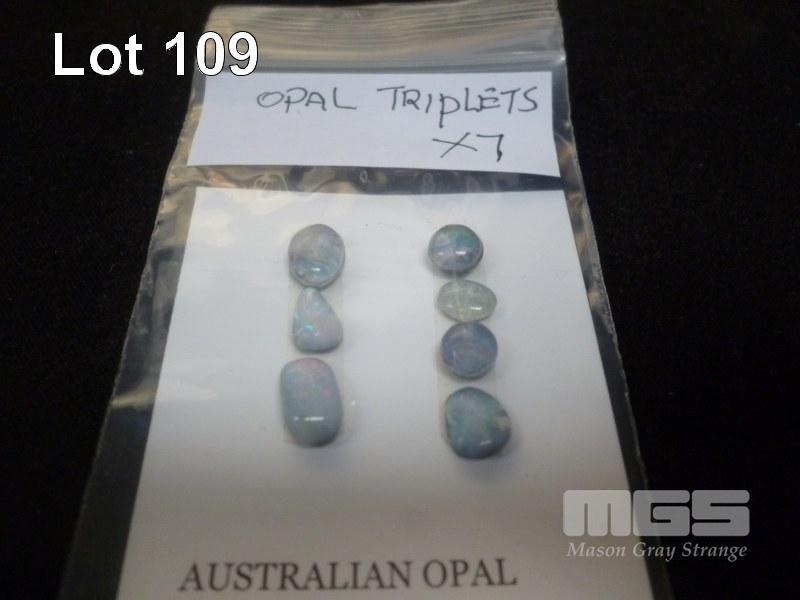 Lot 109
OPAL TRIPLETS
X7
MGS
Mason Gray Strange
AUSTRALIAN OPAL